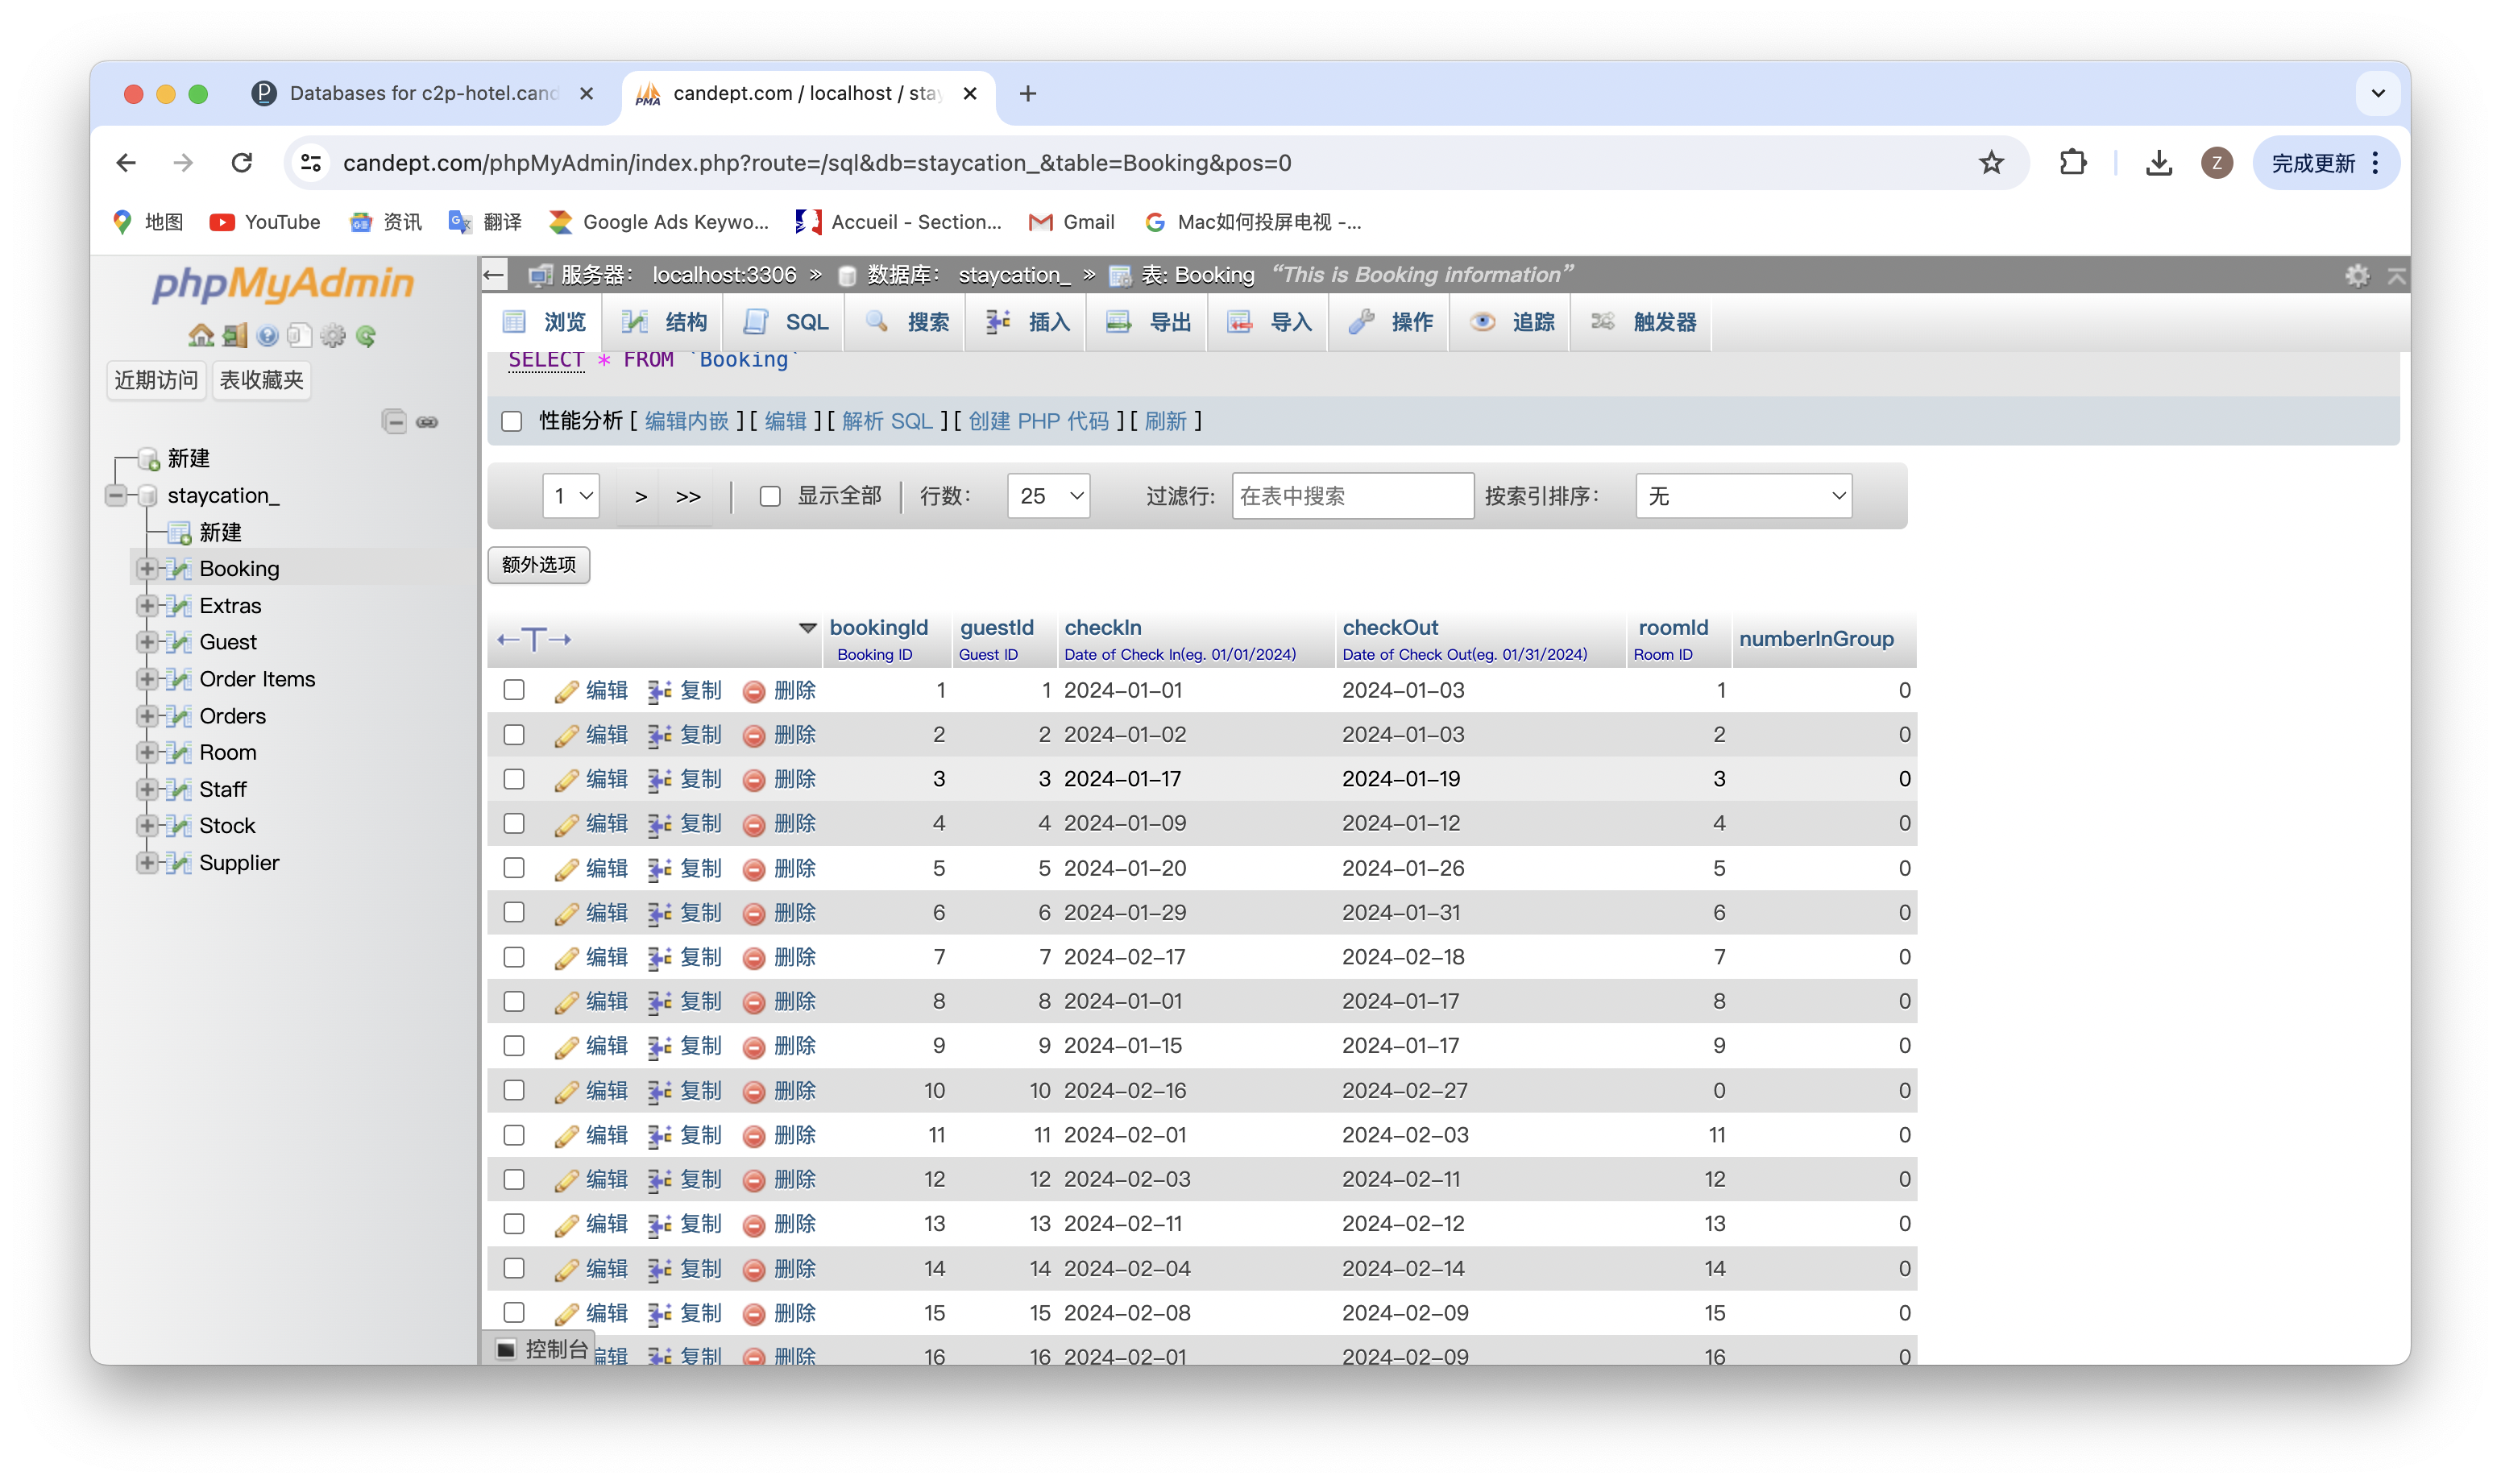 Databases for c2p-hotel.cand
candept.com / localhost / stay
candept.com/phpMyAdmin/index.php?route=/sql&db=staycation_&table=Booking&pos=0
Z
完成更新
地图 YouTube 资讯 翻译 Google Ads Keywo... Accueil - Section... Gmail Mac如何投屏电视 -...
phpMyAdmin
近期访问 表收藏夹
新建
staycation_
新建
Booking
Extras
Guest
Order Items
Orders
Room
Staff
Stock
Supplier
服务器： localhost:3306 » 数据库： staycation_ » 表: Booking “This is Booking information”
浏览 结构 SQL 搜索 插入 导出 导入 操作 追踪 触发器
SELECT * FROM `Booking`
性能分析 [ 编辑内嵌 ] [ 编辑 ] [ 解析 SQL ] [ 创建 PHP 代码 ] [ 刷新 ]
1 > >> | 显示全部 | 行数： 25 过滤行: 在表中搜索 按索引排序： 无
额外选项
←T→ bookingId guestId checkIn checkOut roomId numberInGroup
Booking ID Guest ID Date of Check In(eg. 01/01/2024) Date of Check Out(eg. 01/31/2024) Room ID
编辑 复制 删除 1 1 2024-01-01 2024-01-03 1 0
编辑 复制 删除 2 2 2024-01-02 2024-01-03 2 0
编辑 复制 删除 3 3 2024-01-17 2024-01-19 3 0
编辑 复制 删除 4 4 2024-01-09 2024-01-12 4 0
编辑 复制 删除 5 5 2024-01-20 2024-01-26 5 0
编辑 复制 删除 6 6 2024-01-29 2024-01-31 6 0
编辑 复制 删除 7 7 2024-02-17 2024-02-18 7 0
编辑 复制 删除 8 8 2024-01-01 2024-01-17 8 0
编辑 复制 删除 9 9 2024-01-15 2024-01-17 9 0
编辑 复制 删除 10 10 2024-02-16 2024-02-27 0 0
编辑 复制 删除 11 11 2024-02-01 2024-02-03 11 0
编辑 复制 删除 12 12 2024-02-03 2024-02-11 12 0
编辑 复制 删除 13 13 2024-02-11 2024-02-12 13 0
编辑 复制 删除 14 14 2024-02-04 2024-02-14 14 0
编辑 复制 删除 15 15 2024-02-08 2024-02-09 15 0
控制台 编辑 复制 删除 16 16 2024-02-01 2024-02-09 16 0